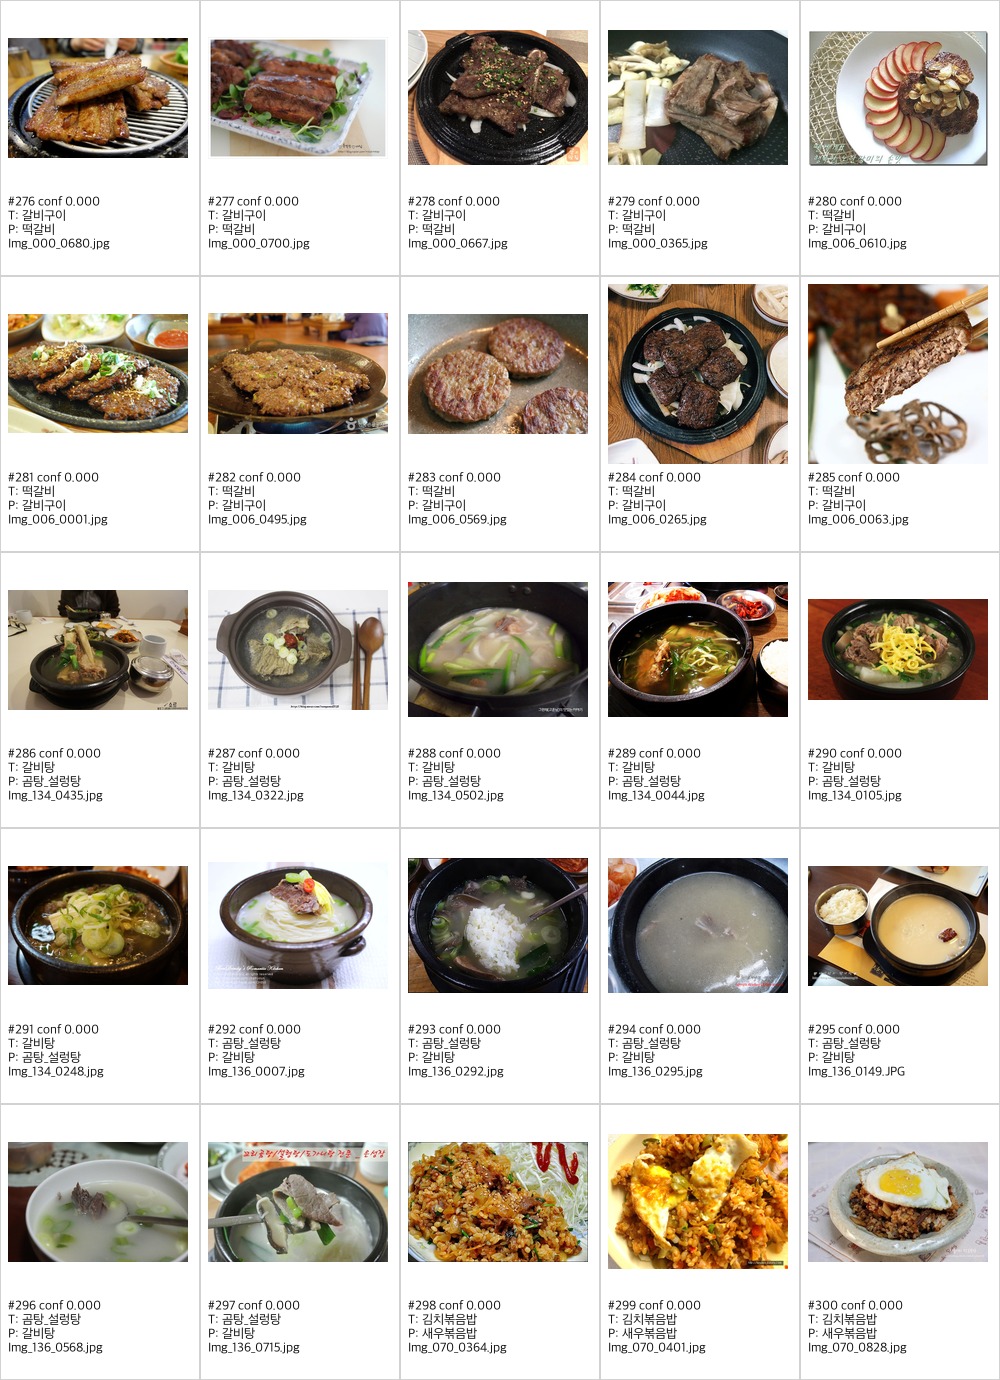 #276 conf 0.000
T: 갈비구이
P: 떡갈비
Img_000_0680.jpg
#277 conf 0.000
T: 갈비구이
P: 떡갈비
Img_000_0700.jpg
#278 conf 0.000
T: 갈비구이
P: 떡갈비
Img_000_0667.jpg
#279 conf 0.000
T: 갈비구이
P: 떡갈비
Img_000_0365.jpg
#280 conf 0.000
T: 떡갈비
P: 갈비구이
Img_006_0610.jpg
#281 conf 0.000
T: 떡갈비
P: 갈비구이
Img_006_0001.jpg
#282 conf 0.000
T: 떡갈비
P: 갈비구이
Img_006_0495.jpg
#283 conf 0.000
T: 떡갈비
P: 갈비구이
Img_006_0569.jpg
#284 conf 0.000
T: 떡갈비
P: 갈비구이
Img_006_0265.jpg
#285 conf 0.000
T: 떡갈비
P: 갈비구이
Img_006_0063.jpg
#286 conf 0.000
T: 갈비탕
P: 곰탕_설렁탕
Img_134_0435.jpg
#287 conf 0.000
T: 갈비탕
P: 곰탕_설렁탕
Img_134_0322.jpg
#288 conf 0.000
T: 갈비탕
P: 곰탕_설렁탕
Img_134_0502.jpg
#289 conf 0.000
T: 갈비탕
P: 곰탕_설렁탕
Img_134_0044.jpg
#290 conf 0.000
T: 갈비탕
P: 곰탕_설렁탕
Img_134_0105.jpg
#291 conf 0.000
T: 갈비탕
P: 곰탕_설렁탕
Img_134_0248.jpg
#292 conf 0.000
T: 곰탕_설렁탕
P: 갈비탕
Img_136_0007.jpg
#293 conf 0.000
T: 곰탕_설렁탕
P: 갈비탕
Img_136_0292.jpg
#294 conf 0.000
T: 곰탕_설렁탕
P: 갈비탕
Img_136_0295.jpg
#295 conf 0.000
T: 곰탕_설렁탕
P: 갈비탕
Img_136_0149.JPG
꼬리곰탕/설렁탕/도가니탕 전문 _ 은성탕
#296 conf 0.000
T: 곰탕_설렁탕
P: 갈비탕
Img_136_0568.jpg
#297 conf 0.000
T: 곰탕_설렁탕
P: 갈비탕
Img_136_0715.jpg
#298 conf 0.000
T: 김치볶음밥
P: 새우볶음밥
Img_070_0364.jpg
#299 conf 0.000
T: 김치볶음밥
P: 새우볶음밥
Img_070_0401.jpg
#300 conf 0.000
T: 김치볶음밥
P: 새우볶음밥
Img_070_0828.jpg